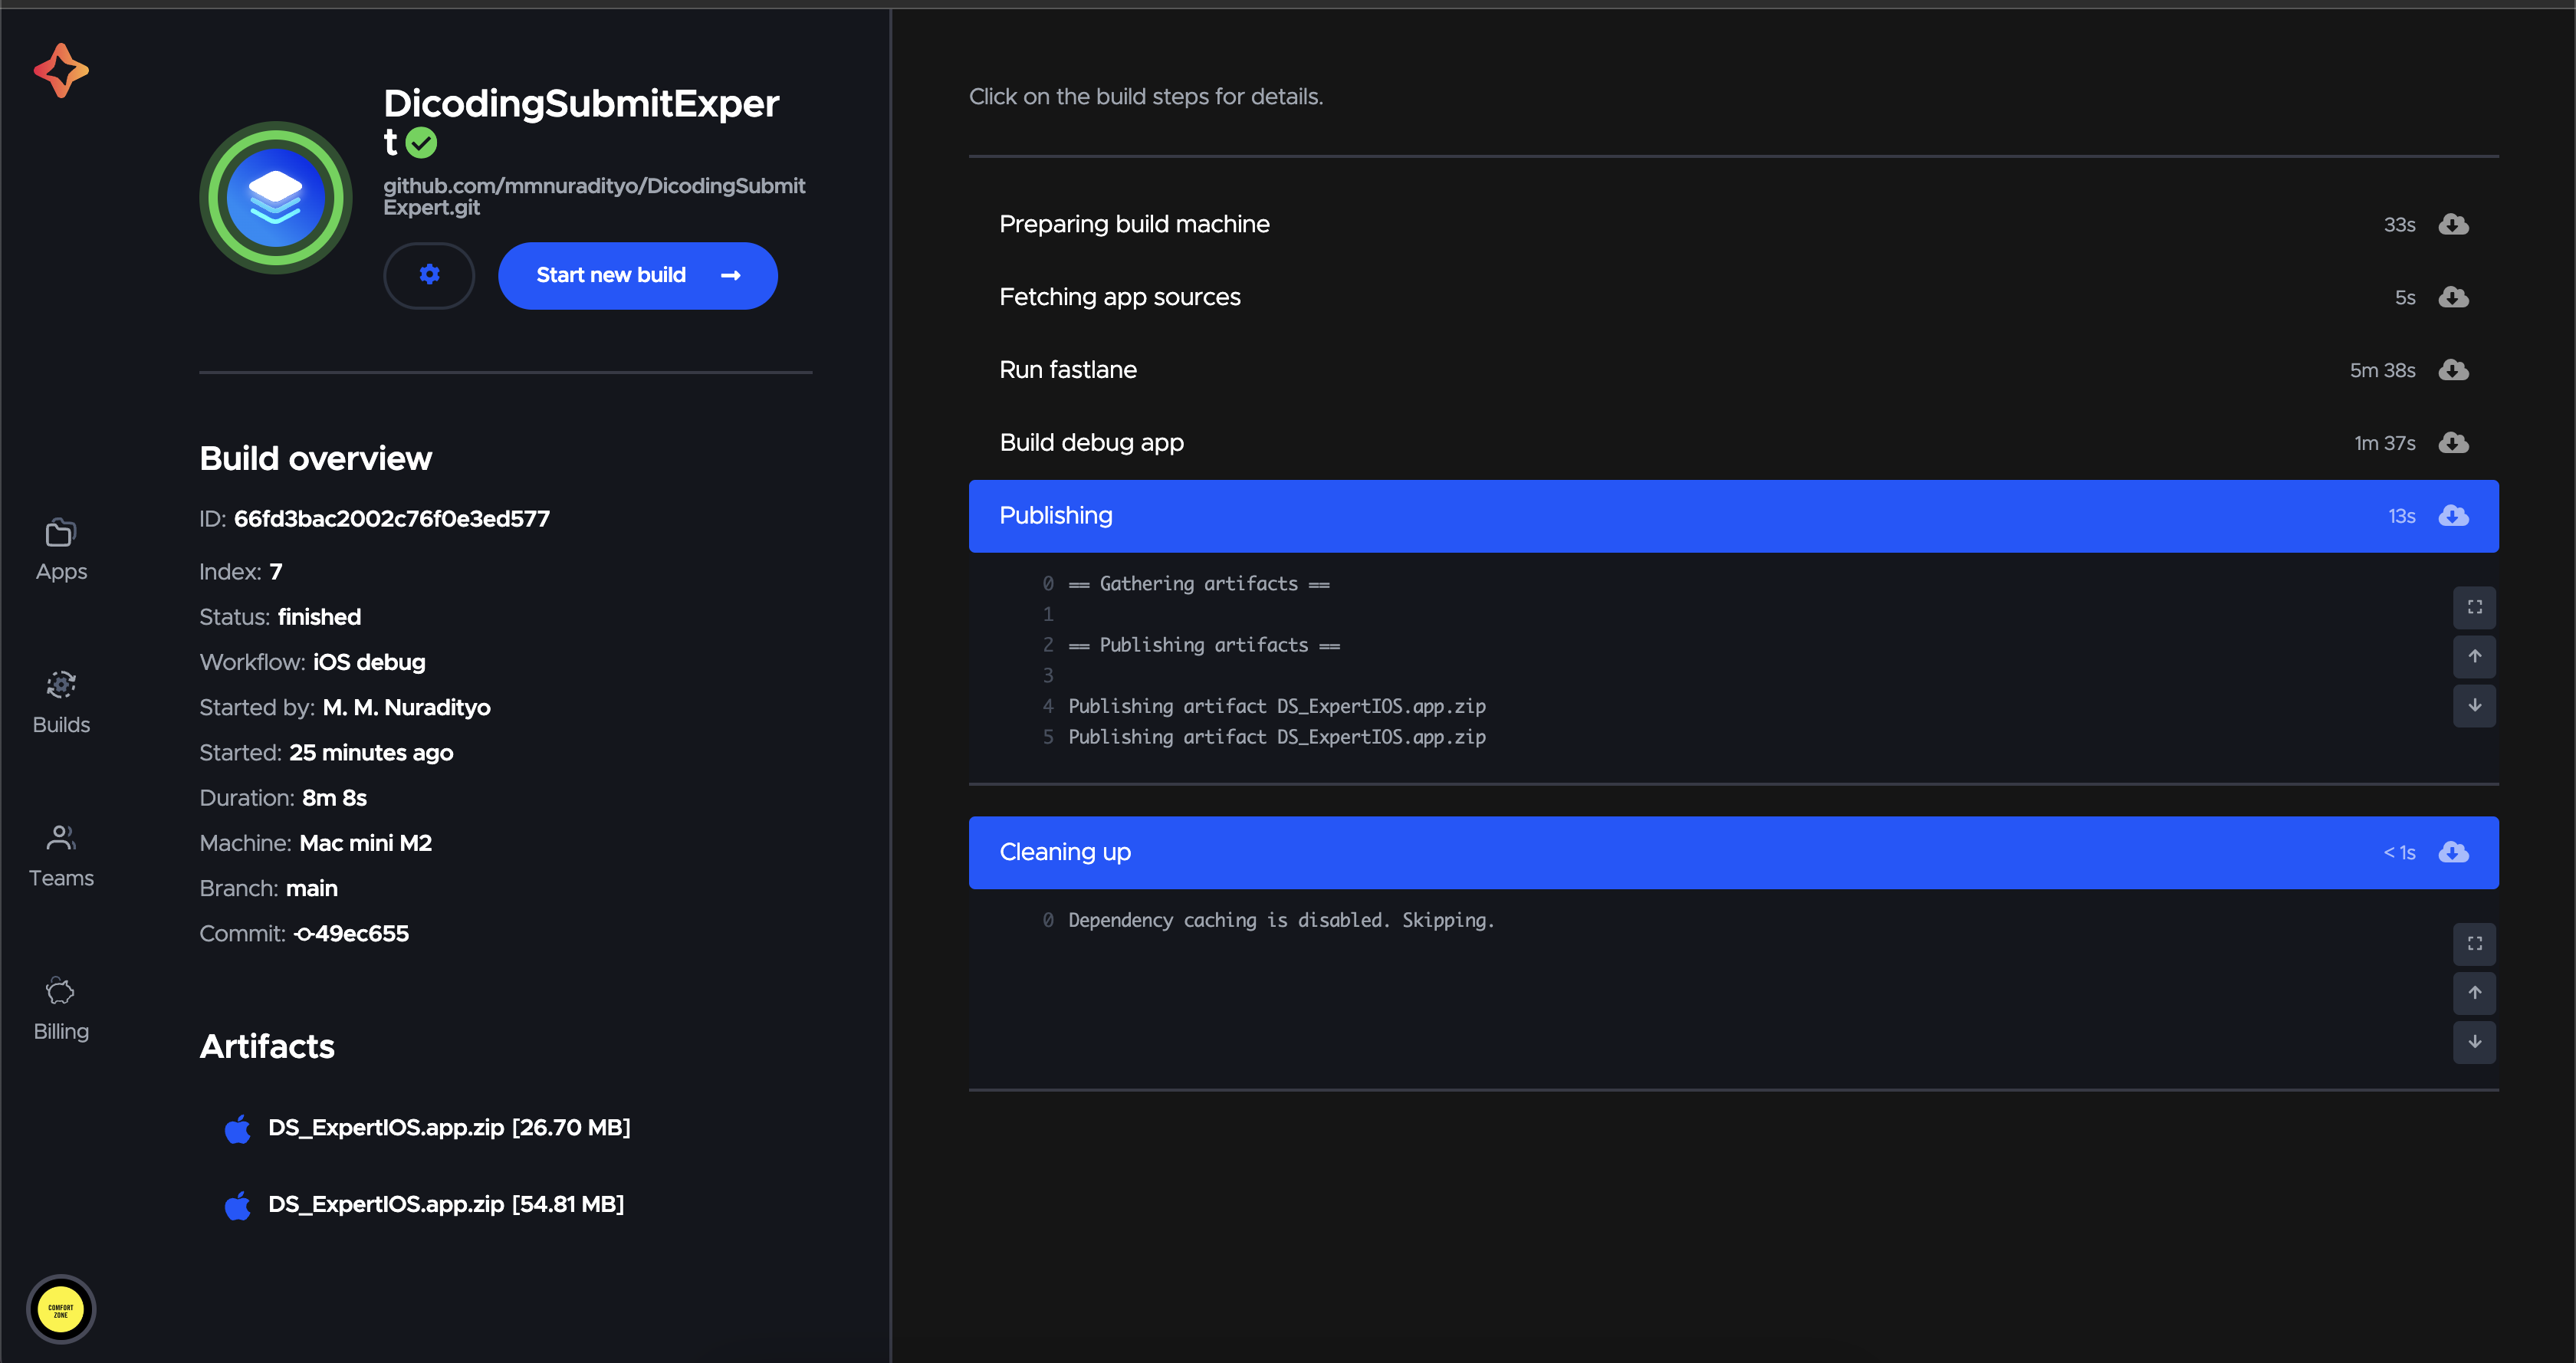 DicodingSubmitExper
t
github.com/mmnuradityo/DicodingSubmit
Expert.git
Start new build
Build overview
ID: 66fd3bac2002c76f0e3ed577
Index: 7
Status: finished
Workflow: iOS debug
Started by: M. M. Nuradityo
Started: 25 minutes ago
Duration: 8m 8s
Machine: Mac mini M2
Branch: main
Commit: 49ec655
Artifacts
DS_ExpertIOS.app.zip [26.70 MB]
DS_ExpertIOS.app.zip [54.81 MB]
Apps
Builds
Teams
Billing
COMFORT
ZONE
Click on the build steps for details.
Preparing build machine 33s
Fetching app sources 5s
Run fastlane 5m 38s
Build debug app 1m 37s
Publishing 13s
0 == Gathering artifacts ==
1
2 == Publishing artifacts ==
3
4 Publishing artifact DS_ExpertIOS.app.zip
5 Publishing artifact DS_ExpertIOS.app.zip
Cleaning up < 1s
0 Dependency caching is disabled. Skipping.